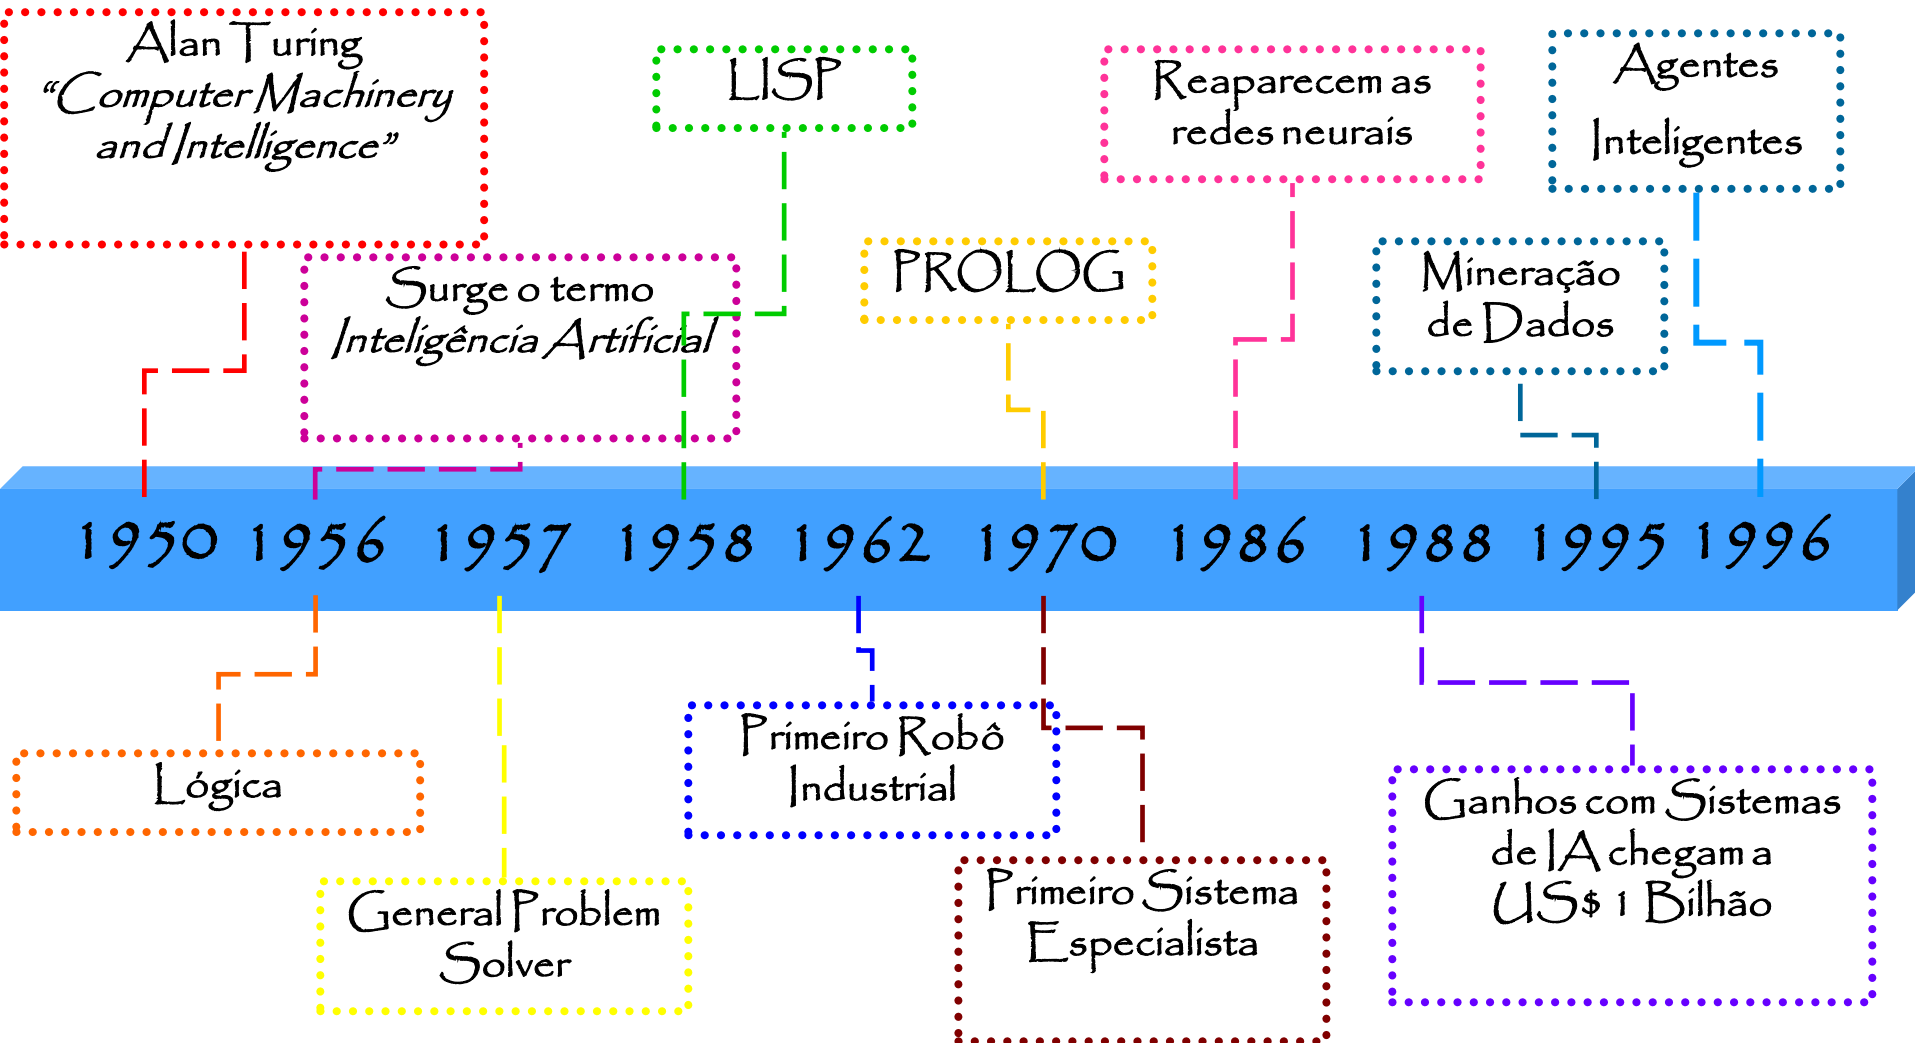 Alan Turing
“Computer Machinery
and Intelligence”
LISP
Reaparecem as
redes neurais
Agentes
Inteligentes
Surge o termo
Inteligência Artificial
PROLOG
Mineração
de Dados
1950 1956 1957 1958 1962 1970 1986 1988 1995 1996
Lógica
General Problem
Solver
Primeiro Robô
Industrial
Primeiro Sistema
Especialista
Ganhos com Sistemas
de IA chegam a
US$ 1 Bilhão